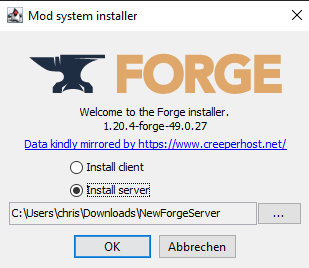 Mod system installer
FORGE
Welcome to the Forge installer.
1.20.4-forge-49.0.27
Data kindly mirrored by https://www.creeperhost.net/
Install client
Install server
C:\Users\chris\Downloads\NewForgeServer
...
OK
Abbrechen